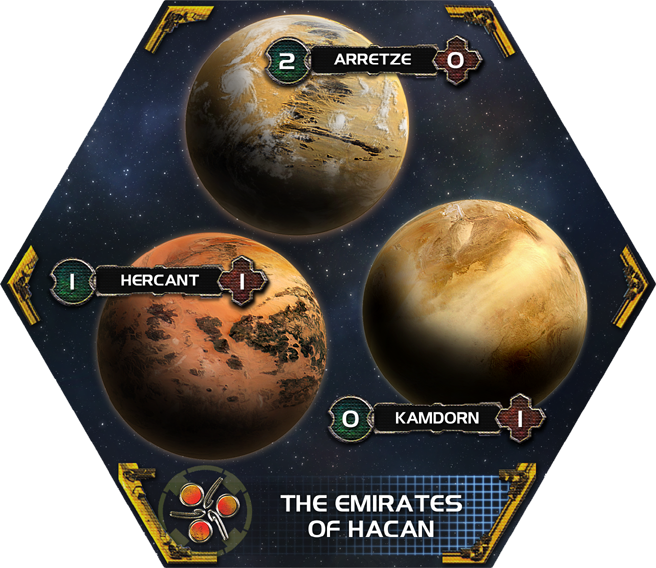 2 ARRETZE 0
1 HERCANT 1
0 KAMDORN 1
THE EMIRATES
OF HACAN